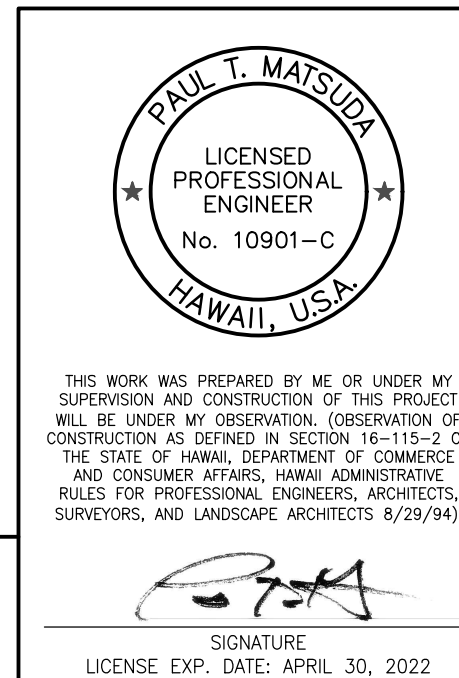 PAUL T. MATSUDA
LICENSED
PROFESSIONAL
ENGINEER
No. 10901-C
HAWAII, U.S.A.
THIS WORK WAS PREPARED BY ME OR UNDER MY
SUPERVISION AND CONSTRUCTION OF THIS PROJECT
WILL BE UNDER MY OBSERVATION. (OBSERVATION OF
CONSTRUCTION AS DEFINED IN SECTION 16-115-2 O
THE STATE OF HAWAII, DEPARTMENT OF COMMERCE
AND CONSUMER AFFAIRS, HAWAII ADMINISTRATIVE
RULES FOR PROFESSIONAL ENGINEERS, ARCHITECTS,
SURVEYORS, AND LANDSCAPE ARCHITECTS 8/29/94)
SIGNATURE
LICENSE EXP. DATE: APRIL 30, 2022